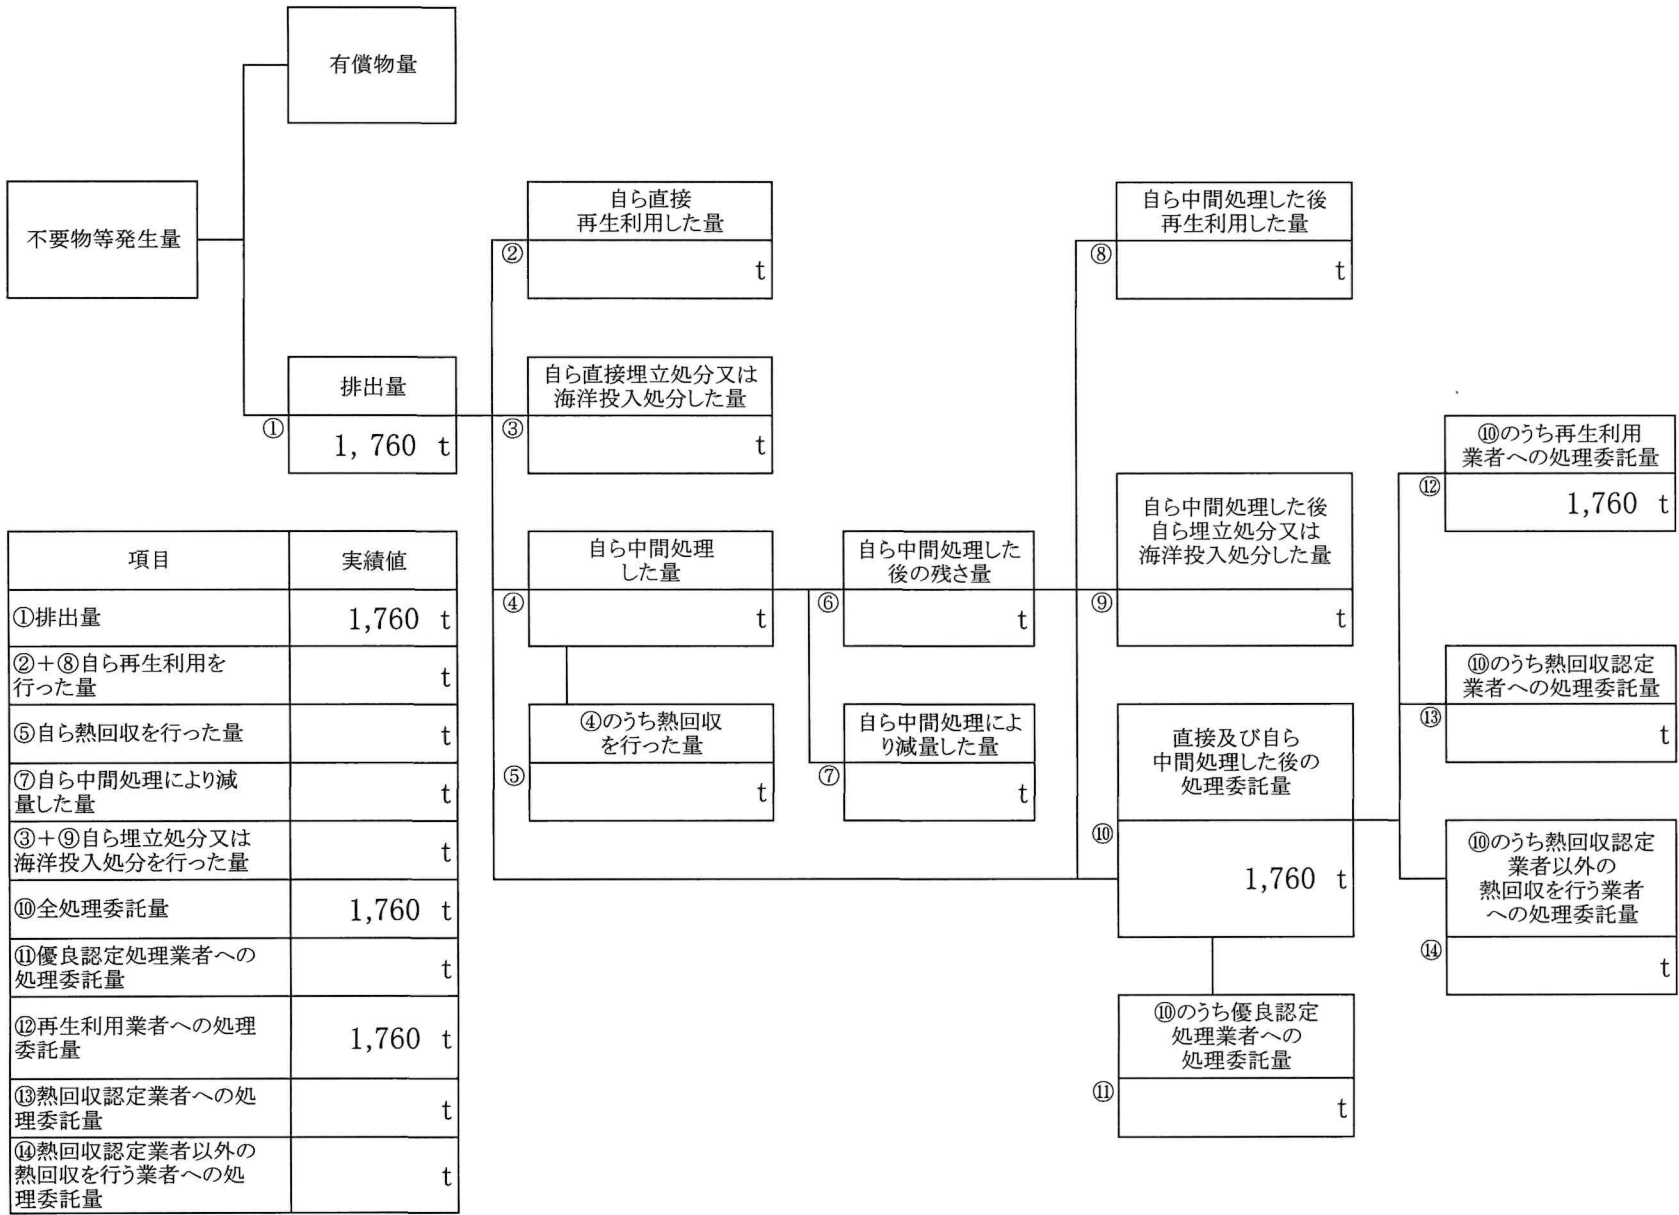 有償物量
不要物等発生量
排出量
①
1,760 t
自ら直接
再生利用した量
②
t
自ら直接埋立処分又は
海洋投入処分した量
③
t
自ら中間処理
した量
④
t
④のうち熱回収
を行った量
⑤
t
自ら中間処理した
後の残さ量
⑥
t
自ら中間処理によ
り減量した量
⑦
t
自ら中間処理した後
再生利用した量
⑧
t
自ら中間処理した後
自ら埋立処分又は
海洋投入処分した量
⑨
t
直接及び自ら
中間処理した後の
処理委託量
⑩
1,760 t
⑩のうち優良認定
処理業者への
処理委託量
⑪
t
⑩のうち再生利用
業者への処理委託量
⑫
1,760 t
⑩のうち熱回収認定
業者への処理委託量
⑬
t
⑩のうち熱回収認定
業者以外の
熱回収を行う業者
への処理委託量
⑭
t
項目 実績値
①排出量 1,760 t
②+⑧自ら再生利用を
行った量 t
⑤自ら熱回収を行った量 t
⑦自ら中間処理により減
量した量 t
③+⑨自ら埋立処分又は
海洋投入処分を行った量 t
⑩全処理委託量 1,760 t
⑪優良認定処理業者への
処理委託量 t
⑫再生利用業者への処理
委託量 1,760 t
⑬熱回収認定業者への処
理委託量 t
⑭熱回収認定業者以外の
熱回収を行う業者への処
理委託量 t